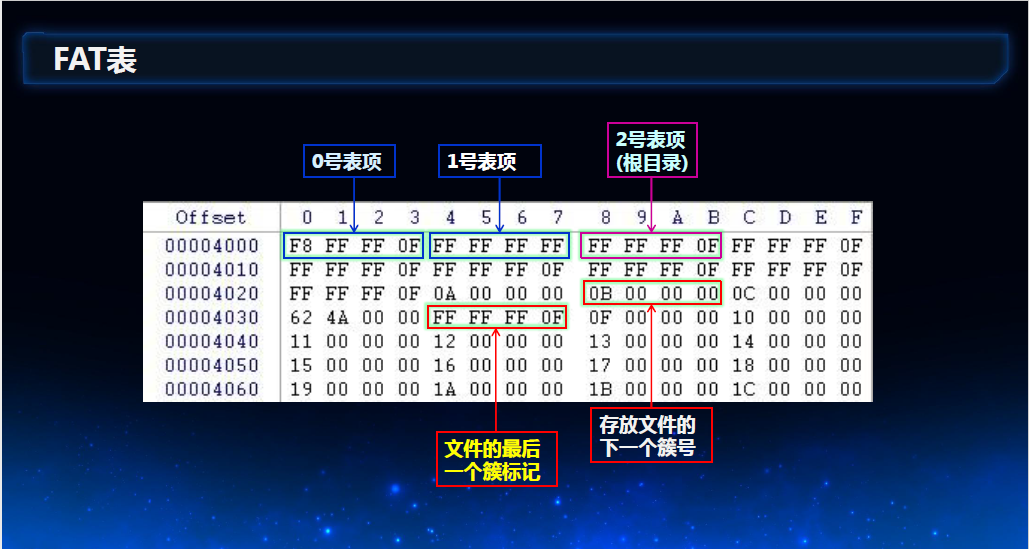 FAT表
0号表项
1号表项
2号表项
(根目录)
Offset 0 1 2 3 4 5 6 7 8 9 A B C D E F
00004000 F8 FF FF 0F FF FF FF FF FF FF FF 0F FF FF FF 0F
00004010 FF FF FF 0F FF FF FF 0F FF FF FF 0F FF FF FF 0F
00004020 FF FF FF 0F 0A 00 00 00 0B 00 00 00 0C 00 00 00
00004030 62 4A 00 00 FF FF FF 0F 0F 00 00 00 10 00 00 00
00004040 11 00 00 00 12 00 00 00 13 00 00 00 14 00 00 00
00004050 15 00 00 00 16 00 00 00 17 00 00 00 18 00 00 00
00004060 19 00 00 00 1A 00 00 00 1B 00 00 00 1C 00 00 00
文件的最后
一个簇标记
存放文件的
下一个簇号